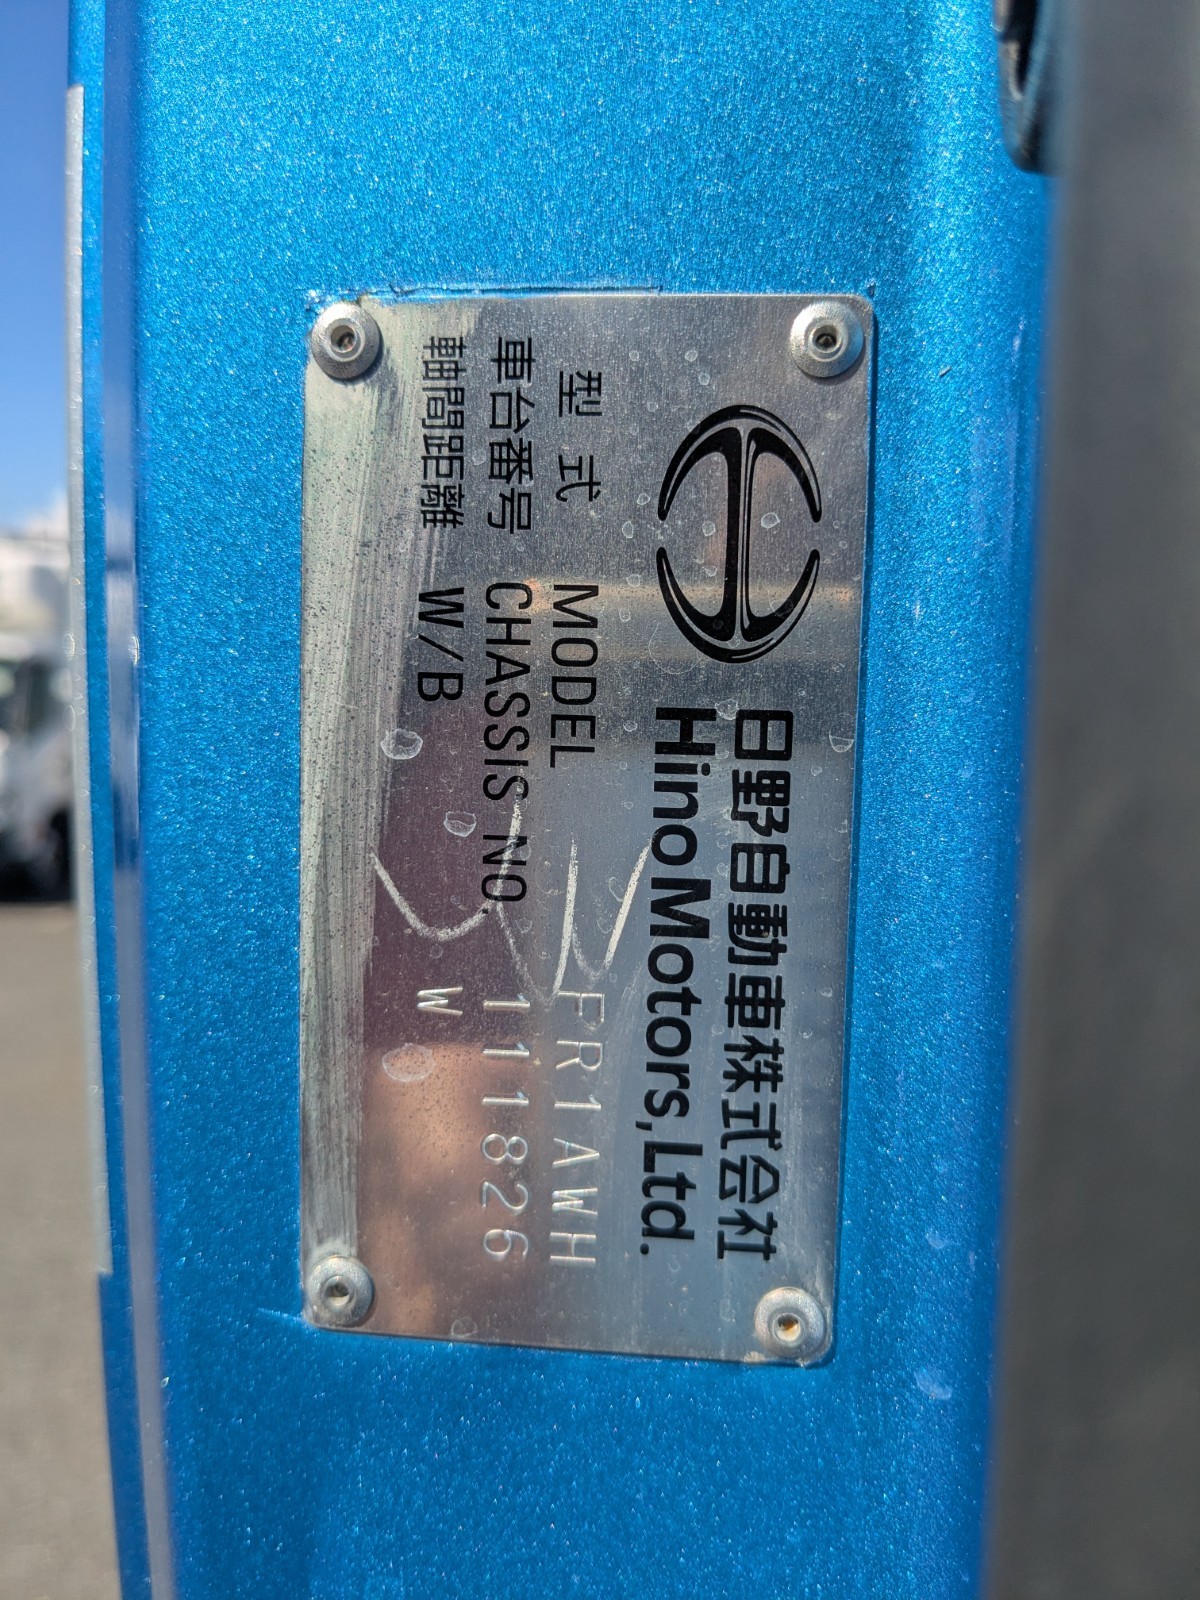 日野自動車株式会社
Hino Motors, Ltd.
型式 MODEL FR1AWH
車台番号 CHASSIS NO. 111826
軸間距離 W/B W